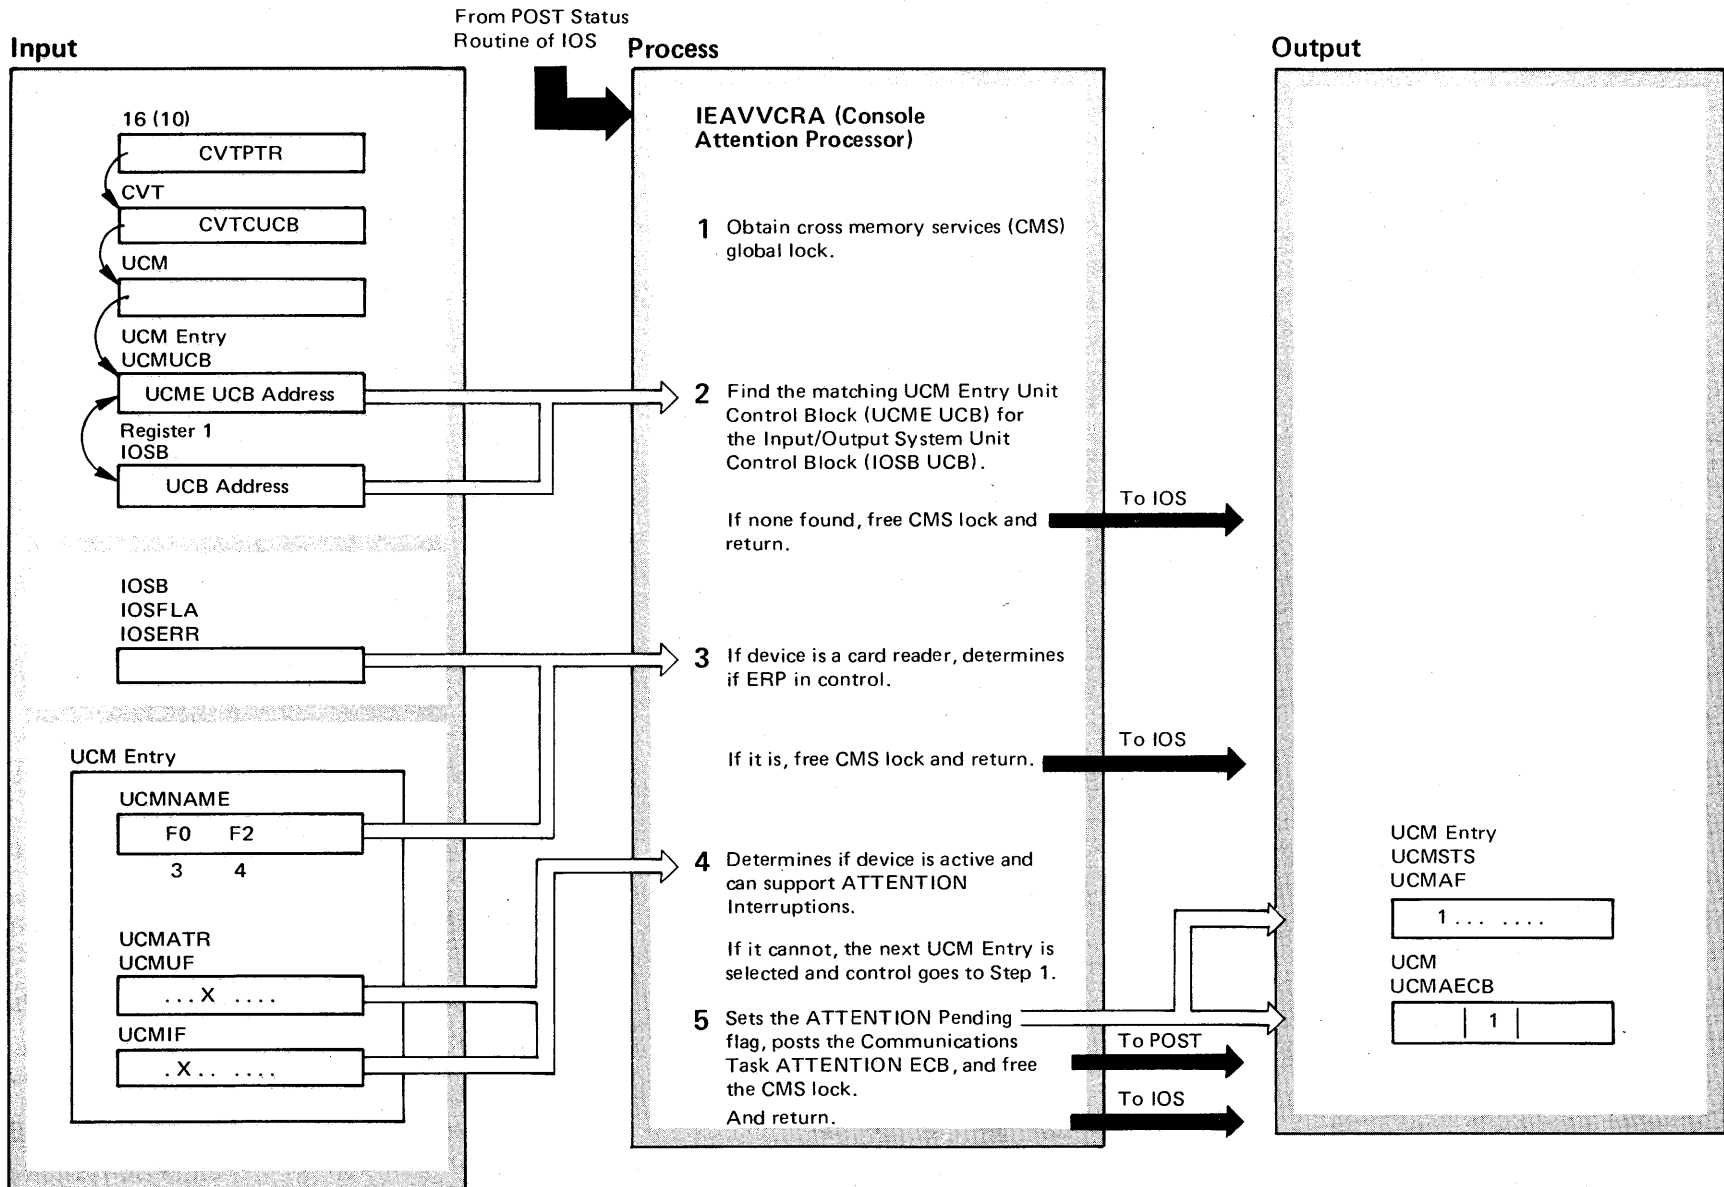 From POST Status
Routine of IOS
Input
Process
Output
16 (10)
CVTPTR
CVT
CVTCUCB
UCM
UCM Entry
UCMUCB
UCME UCB Address
Register 1
IOSB
UCB Address
IOSB
IOSFLA
IOSERR
UCM Entry
UCMNAME
F0 F2
3 4
UCMATR
UCMUF
...X ....
UCMIF
.X.. ....
IEAVVCRA (Console
Attention Processor)
1 Obtain cross memory services (CMS)
global lock.
2 Find the matching UCM Entry Unit
Control Block (UCME UCB) for
the Input/Output System Unit
Control Block (IOSB UCB).
If none found, free CMS lock and
return.
To IOS
3 If device is a card reader, determines
if ERP in control.
If it is, free CMS lock and return.
To IOS
4 Determines if device is active and
can support ATTENTION
Interruptions.
If it cannot, the next UCM Entry is
selected and control goes to Step 1.
5 Sets the ATTENTION Pending
flag, posts the Communications
Task ATTENTION ECB, and free
the CMS lock.
And return.
To POST
To IOS
UCM Entry
UCMSTS
UCMAF
1... ....
UCM
UCMAECB
1